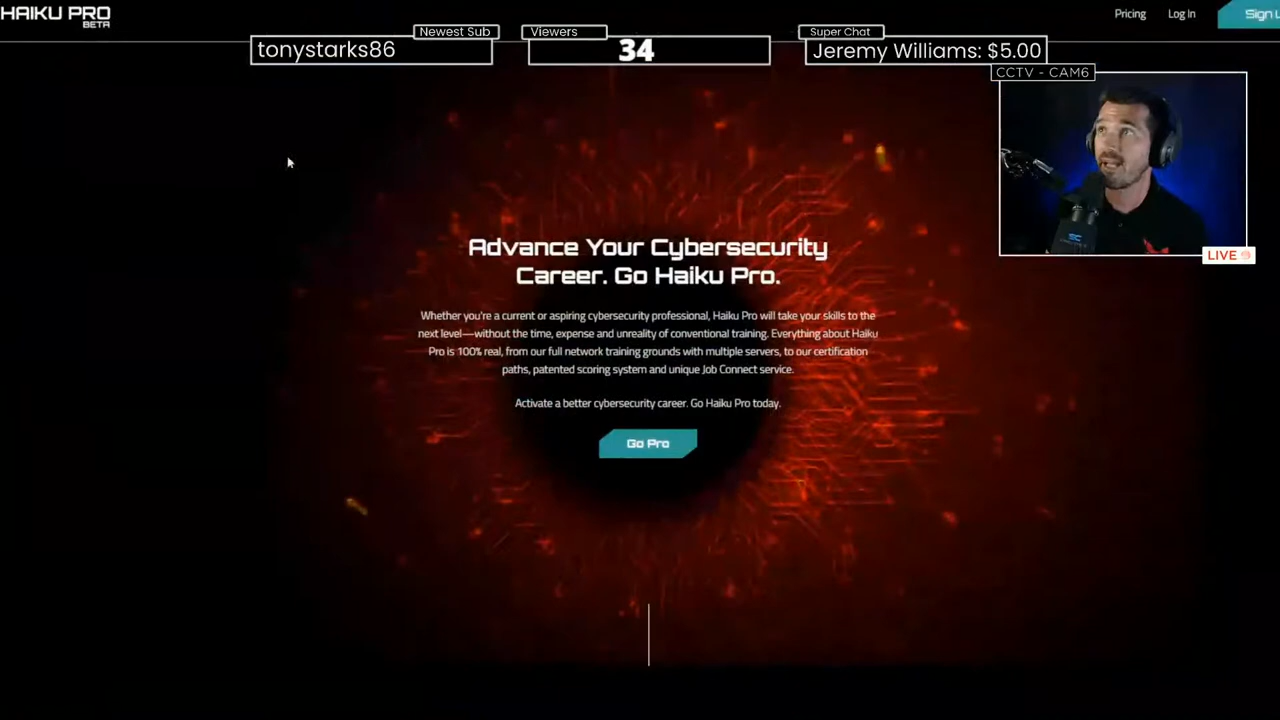 HAIKU PRO
BETA
Pricing
Log In
Sign
Newest Sub
tonystarks86
Viewers
34
Super Chat
Jeremy Williams: $5.00
CCTV - CAM6
LIVE
Advance Your Cybersecurity
Career. Go Haiku Pro.
Whether you're a current or aspiring cybersecurity professional, Haiku Pro will take your skills to the
next level—without the time, expense and unreality of conventional training. Everything about Haiku
Pro is 100% real, from our full network training grounds with multiple servers, to our certification
paths, patented scoring system and unique Job Connect service.
Activate a better cybersecurity career. Go Haiku Pro today.
Go Pro